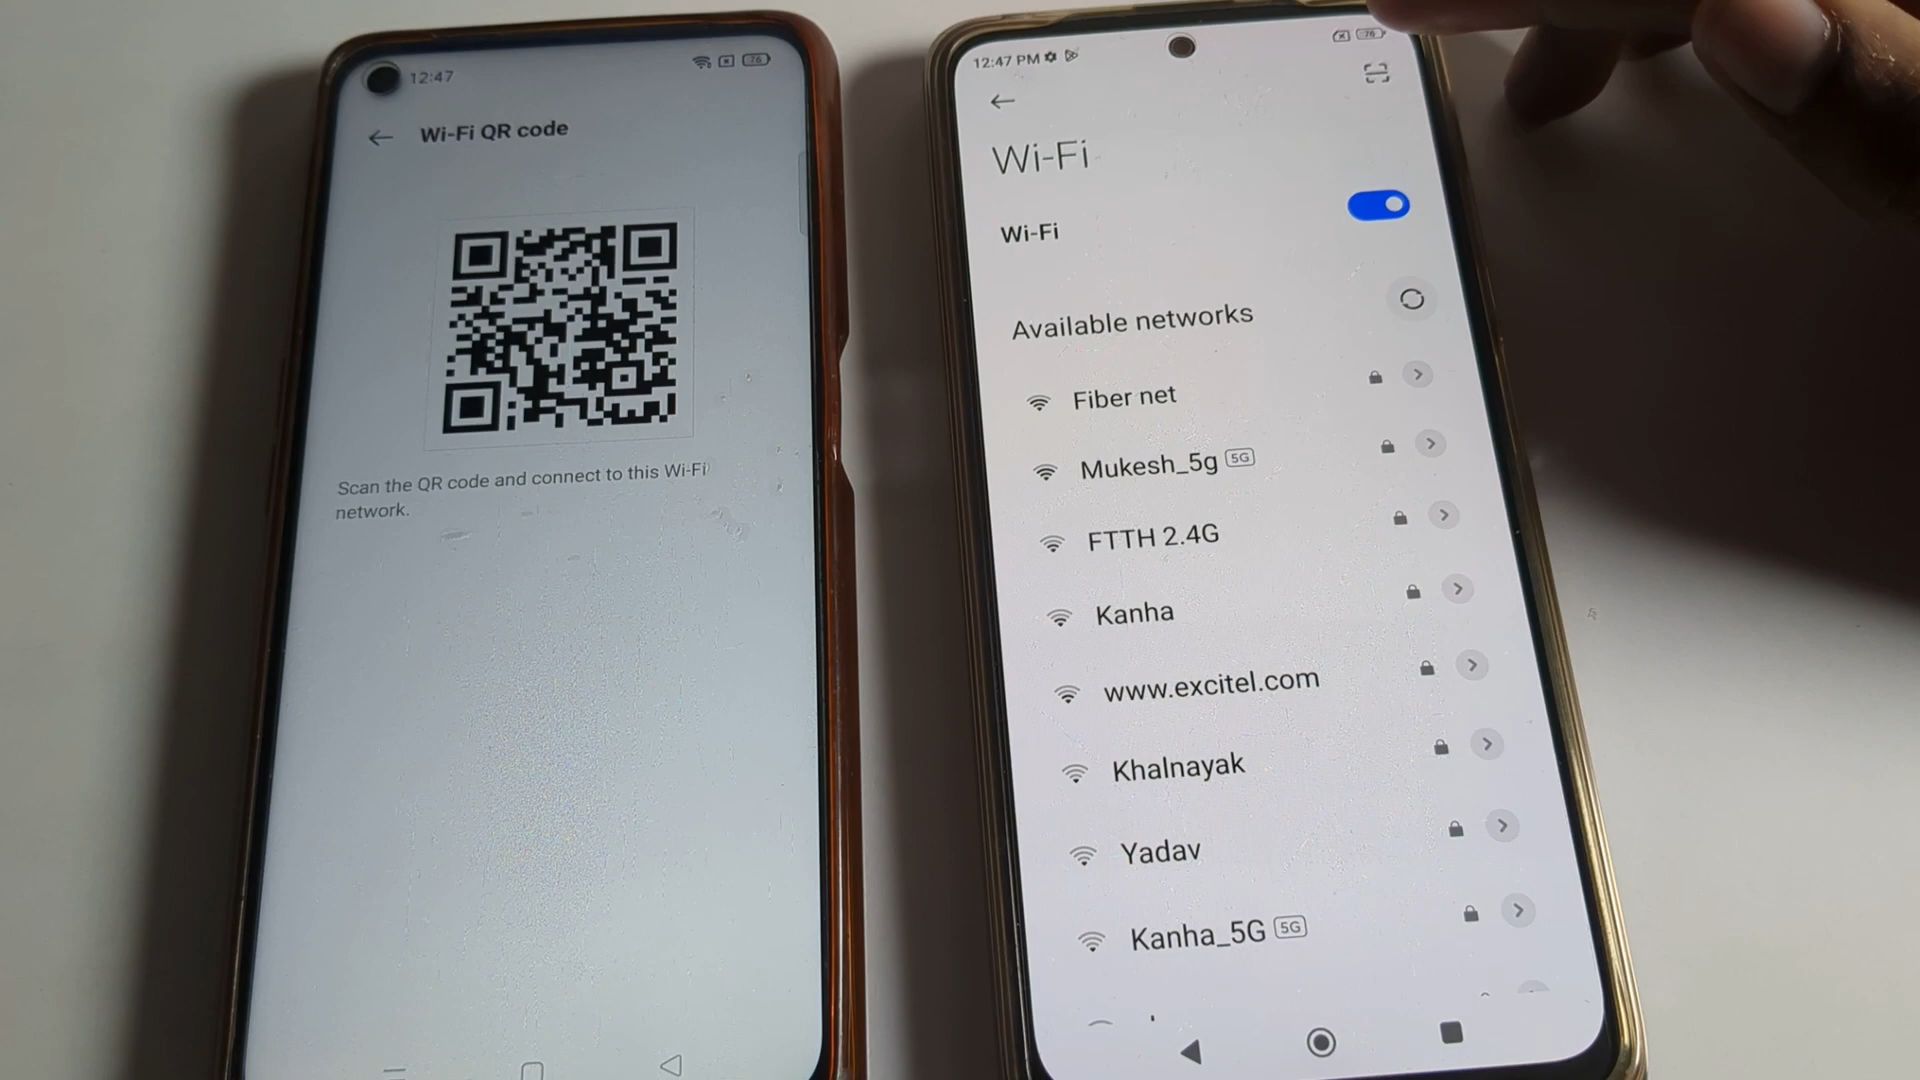 12:47
76
Wi-Fi QR code
Scan the QR code and connect to this Wi-Fi
network.
12:47 PM
76
Wi-Fi
Wi-Fi
Available networks
Fiber net
Mukesh_5g 5G
FTTH 2.4G
Kanha
www.excitel.com
Khalnayak
Yadav
Kanha_5G 5G